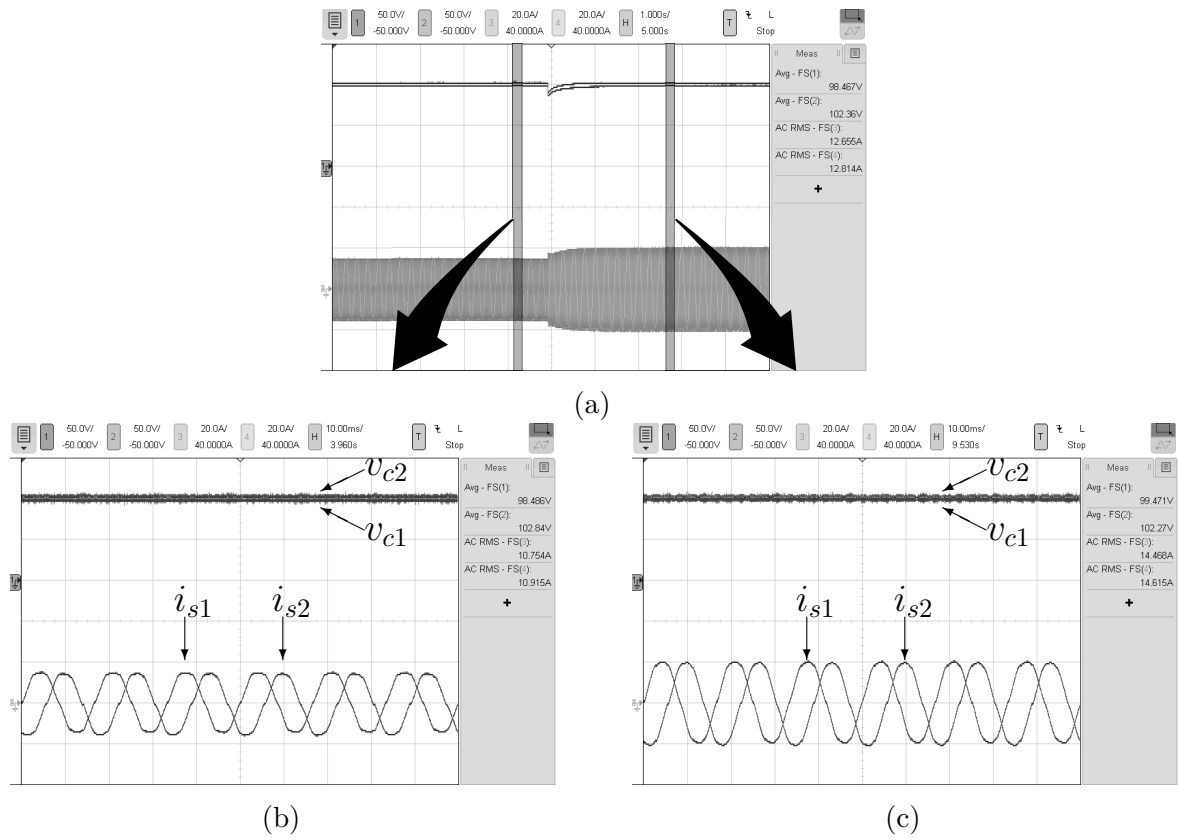 1 50.0V/ 2 50.0V/ 3 20.0A/ 4 20.0A/ H 1.000s/ T L
-50.000V -50.000V 40.0000A 40.0000A 5.000s Stop
Meas
Avg - FS(1):
98.467V
Avg - FS(2):
102.36V
AC RMS - FS(3):
12.655A
AC RMS - FS(4):
12.814A
+
(a)
1 50.0V/ 2 50.0V/ 3 20.0A/ 4 20.0A/ H 10.00ms/ T L
-50.000V -50.000V 40.0000A 40.0000A 3.960s Stop
v_{c2}
v_{c1}
i_{s1} i_{s2}
Meas
Avg - FS(1):
98.486V
Avg - FS(2):
102.84V
AC RMS - FS(3):
10.754A
AC RMS - FS(4):
10.915A
+
(b)
1 50.0V/ 2 50.0V/ 3 20.0A/ 4 20.0A/ H 10.00ms/ T L
-50.000V -50.000V 40.0000A 40.0000A 9.530s Stop
v_{c2}
v_{c1}
i_{s1} i_{s2}
Meas
Avg - FS(1):
99.471V
Avg - FS(2):
102.27V
AC RMS - FS(3):
14.468A
AC RMS - FS(4):
14.615A
+
(c)